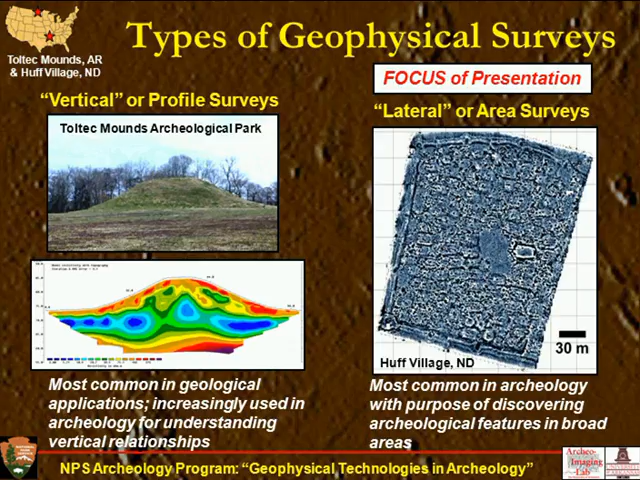 Types of Geophysical Surveys
Toltec Mounds, AR
& Huff Village, ND
FOCUS of Presentation
“Vertical” or Profile Surveys
“Lateral” or Area Surveys
Toltec Mounds Archeological Park
30 m
Huff Village, ND
Most common in geological
applications; increasingly used in
archeology for understanding
vertical relationships
Most common in archeology
with purpose of discovering
archeological features in broad
areas
NPS Archeology Program: “Geophysical Technologies in Archeology”
Archeo-
Imaging
Lab